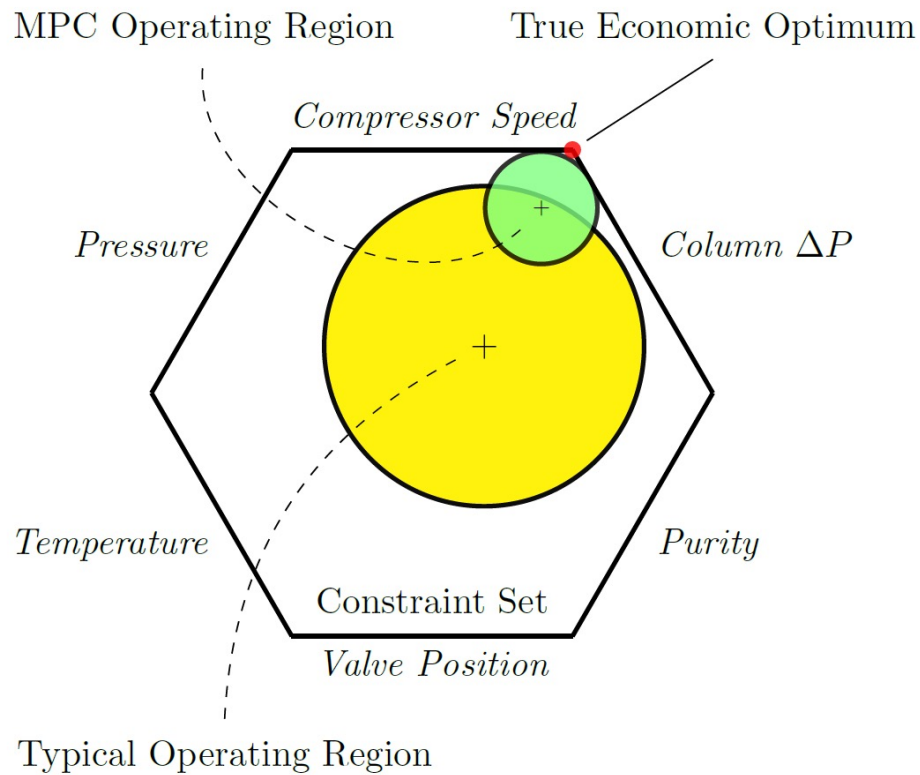 MPC Operating Region
True Economic Optimum
Compressor Speed
Pressure
Column ΔP
Temperature
Purity
Constraint Set
Valve Position
Typical Operating Region